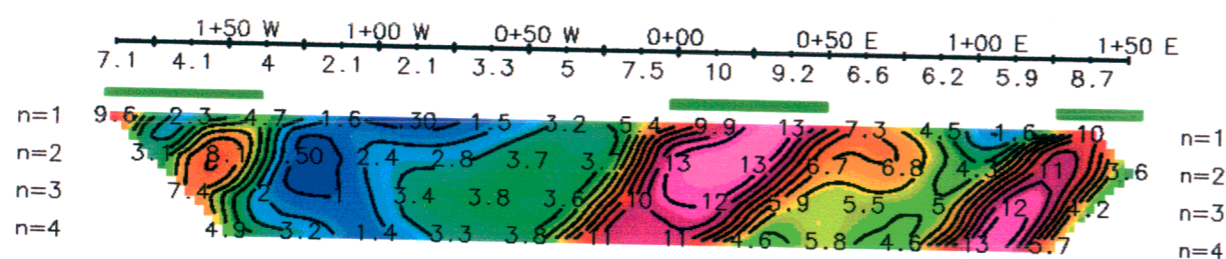 1+50 W 1+00 W 0+50 W 0+00 0+50 E 1+00 E 1+50 E
7.1 4.1 4 2.1 2.1 3.3 5 7.5 10 9.2 6.6 6.2 5.9 8.7
n=1 9.6 2.3 4.7 1.6 .30 1.5 3.2 5.4 9.9 13 7.3 4.5 1.6 10 n=1
n=2 8.1 .50 2.4 2.8 3.7 13 13 6.7 6.8 4.3 11 3.6 n=2
n=3 7.4 2 3.4 3.8 3.6 10 12 5.9 5.5 5 12 n=3
n=4 4.9 3.2 1.4 3.3 3.8 11 11 4.6 5.8 4.6 13 5.7 n=4